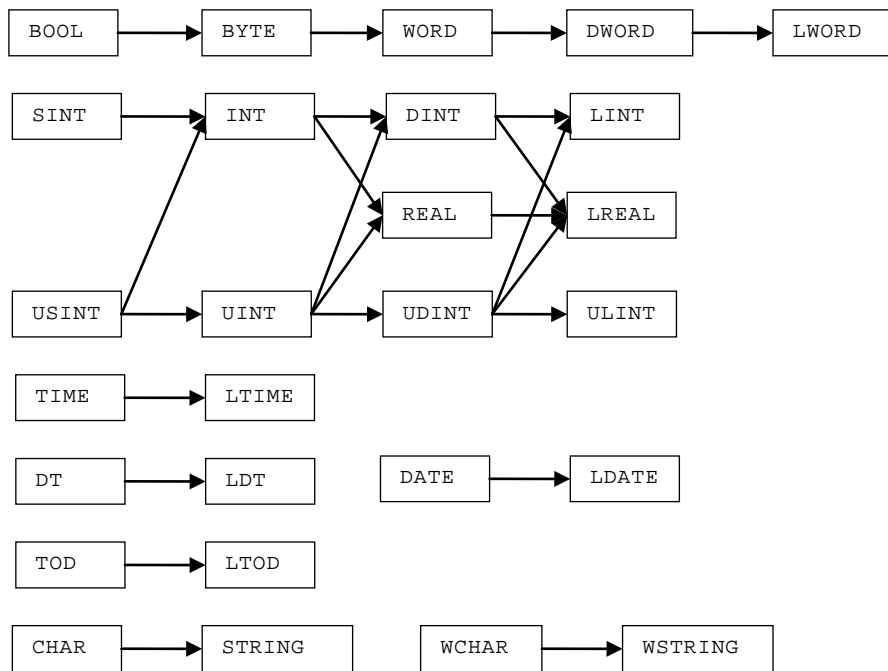 BOOL BYTE WORD DWORD LWORD
SINT INT DINT LINT
REAL LREAL
USINT UINT UDINT ULINT
TIME LTIME
DT LDT DATE LDATE
TOD LTOD
CHAR STRING WCHAR WSTRING